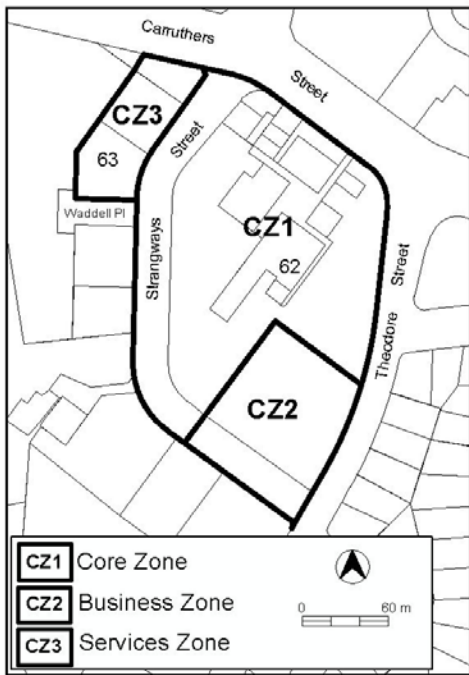 Carruthers
Street
CZ3
Street
63
CZ1
Waddell Pl
62
Strangways
Street
Theodore
CZ2
CZ1 Core Zone
CZ2 Business Zone
CZ3 Services Zone
0 60 m